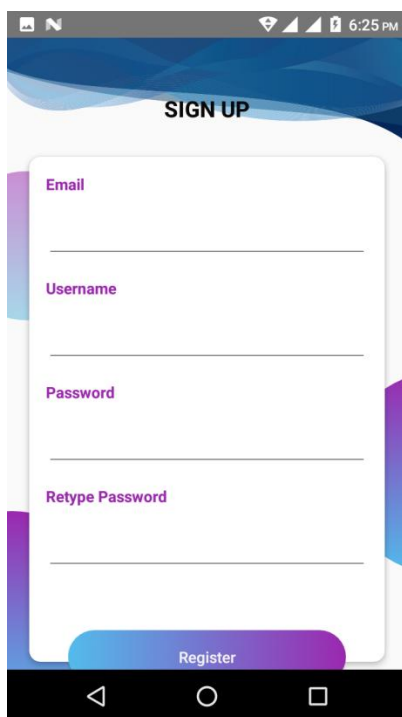 6:25 PM
SIGN UP
Email
Username
Password
Retype Password
Register